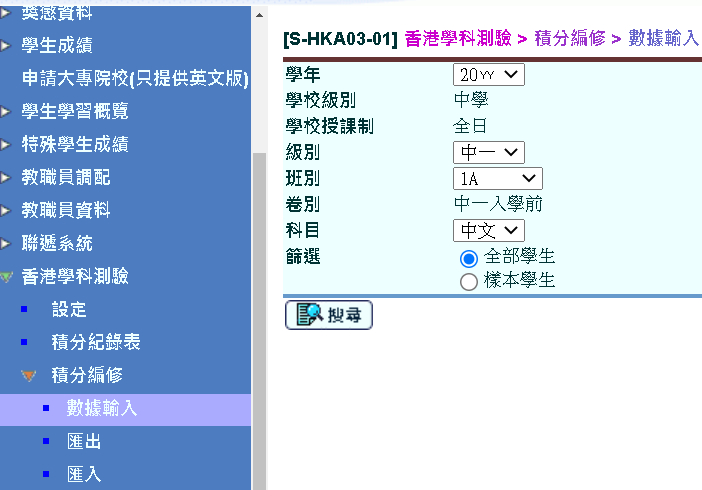 獎懲資料
學生成績
申請大專院校(只提供英文版)
學生學習概覽
特殊學生成績
教職員調配
教職員資料
聯遞系統
香港學科測驗
設定
積分紀錄表
積分編修
數據輸入
匯出
匯入
[S-HKA03-01] 香港學科測驗 > 積分編修 > 數據輸入
學年 20
學校級別 中學
學校授課制 全日
級別 中一
班別 1A
卷別 中一入學前
科目 中文
篩選 全部學生
樣本學生
搜尋